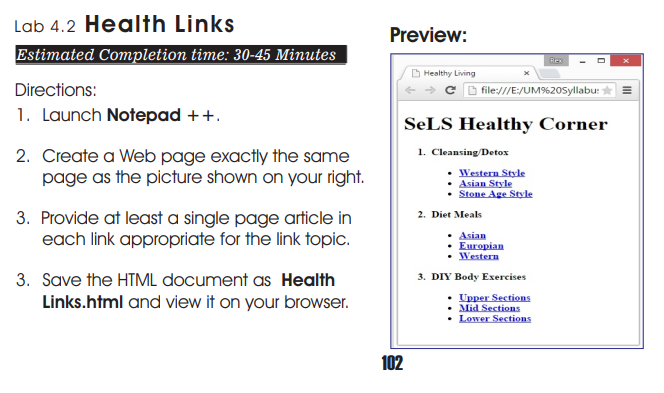 Lab 4.2 Health Links
Estimated Completion time: 30-45 Minutes
Directions:
1. Launch Notepad ++.
2. Create a Web page exactly the same
page as the picture shown on your right.
3. Provide at least a single page article in
each link appropriate for the link topic.
3. Save the HTML document as Health
Links.html and view it on your browser.
Preview:
Healthy Living
file:///E:/UM%20Syllabu:
SeLS Healthy Corner
1. Cleansing/Detox
• Western Style
• Asian Style
• Stone Age Style
2. Diet Meals
• Asian
• Europian
• Western
3. DIY Body Exercises
• Upper Sections
• Mid Sections
• Lower Sections
102